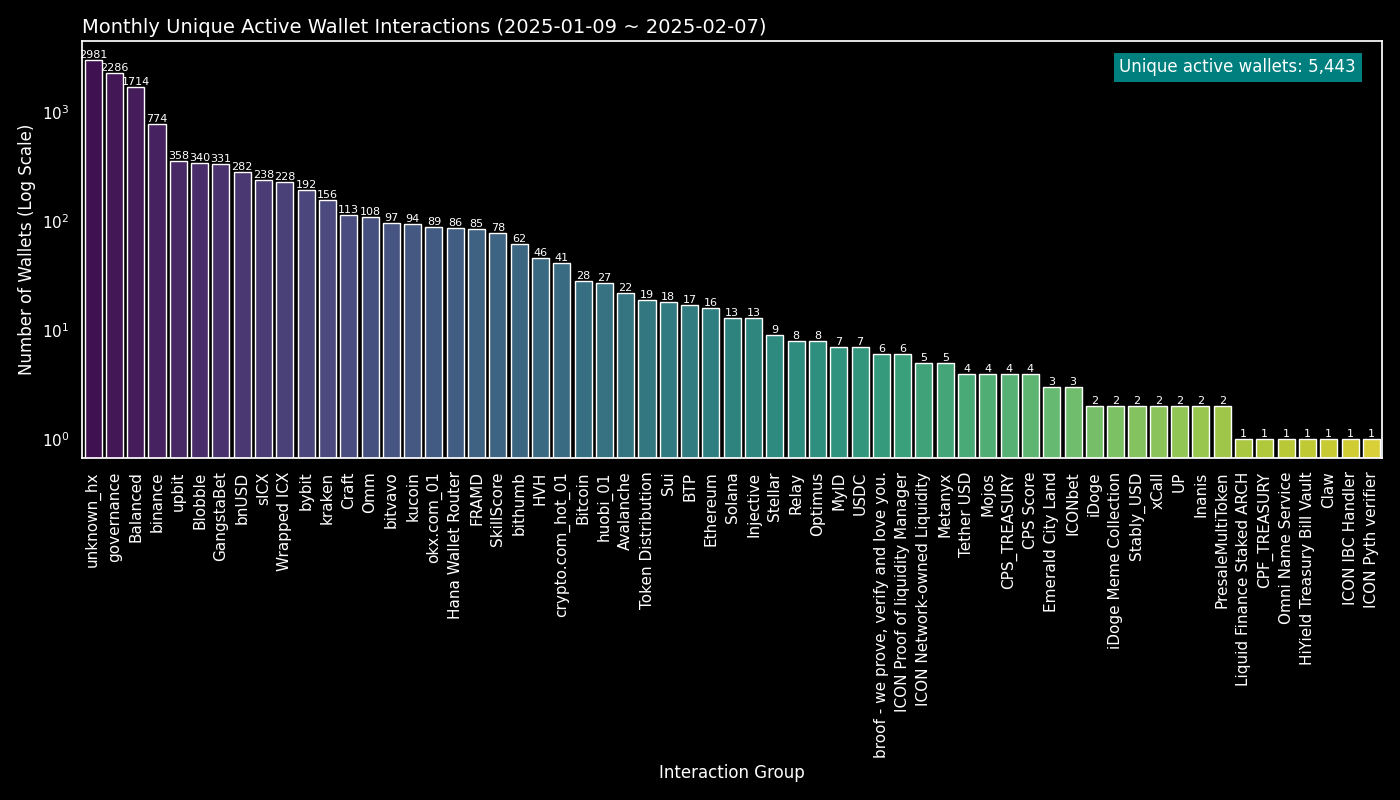 Monthly Unique Active Wallet Interactions (2025-01-09 ~ 2025-02-07)
Unique active wallets: 5,443
Number of Wallets (Log Scale)
10³
10²
10¹
10⁰
2981
2286
1714
774
358
340
331
282
238
228
192
156
113
108
97
94
89
86
85
78
62
46
41
28
27
22
19
18
17
16
13
13
9
8
8
7
7
6
6
5
5
4
4
4
4
3
3
2
2
2
2
2
2
2
1
1
1
1
1
1
1
unknown_hx
governance
Balanced
binance
upbit
Blobble
GangstaBet
bnUSD
sICX
Wrapped ICX
bybit
kraken
Craft
Omm
bitvavo
kucoin
okx.com_01
Hana Wallet Router
FRAMD
SkillScore
bithumb
HVH
crypto.com_hot_01
Bitcoin
huobi_01
Avalanche
Token Distribution
Sui
BTP
Ethereum
Solana
Injective
Stellar
Relay
Optimus
MyID
USDC
broof - we prove, verify and love you.
ICON Proof of liquidity Manager
ICON Network-owned Liquidity
Metanyx
Tether USD
Mojos
CPS_TREASURY
CPS Score
Emerald City Land
ICONbet
iDoge
iDoge Meme Collection
Stably_USD
xCall
UP
Inanis
PresaleMultiToken
Liquid Finance Staked ARCH
CPF_TREASURY
Omni Name Service
HiYield Treasury Bill Vault
Claw
ICON IBC Handler
ICON Pyth verifier
Interaction Group